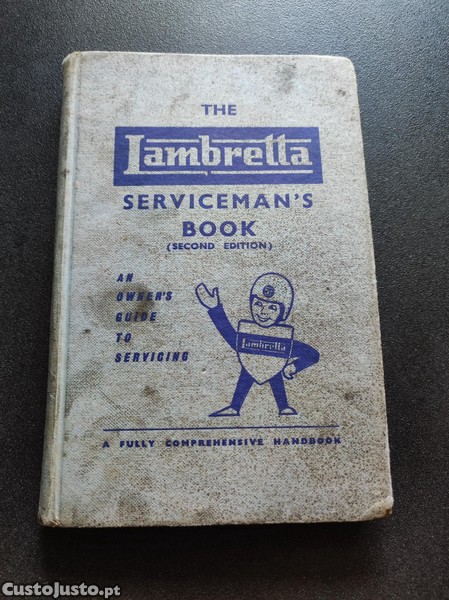 THE
Lambretta
SERVICEMAN'S
BOOK
(SECOND EDITION)
AN
OWNER'S
GUIDE
TO
SERVICING
Lambretta
A FULLY COMPREHENSIVE HANDBOOK
CustoJusto.pt